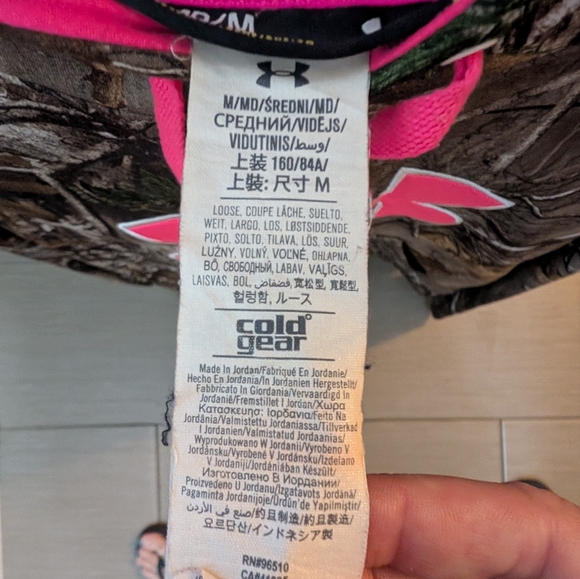 M/MD/ŚREDNI/MD/
СРЕДНИЙ/VIDĒJS/
VIDUTINIS/وسط/
上装 160/84A/
上裝: 尺寸 M
LOOSE, COUPE LÂCHE, SUELTO,
WEIT, LARGO, LOS, LØSTSIDDENDE,
PIXTO, SOLTO, TILAVA, LÖS, SUUR,
LUŹNY, VOLNÝ, VOĽNÉ, OHLAPNA,
BŐ, СВОБОДНЫЙ, LABAV, VAĻĪGS,
LAISVAS, BOL, فضفاض, 宽松型, 寬鬆型,
헐렁함, ルース
cold
gear
Made In Jordan/Fabriqué En Jordanie/
Hecho En Jordania/In Jordanien Hergestellt/
Fabbricato In Giordania/Vervaardigd In
Jordanië/Fremstillet I Jordan/Χωρα
Κατασκευησ: Ιορδανια/Feito Na
Jordânia/Valmistettu Jordaniassa/Tillverkad
I Jordanien/Valmistatud Jordaanias/
Wyprodukowano W Jordanii/Vyrobeno V
Jordánsku/Vyrobené V Jordánsku/Izdelano
V Jordaniji/Jordániában Készült/
Изготовлено В Иордании/
Proizvedeno U Jordanu/Izgatavots Jordānā/
Pagaminta Jordanijoje/Ürdün'de Yapilmiştir/
صنع في الأردن/约旦制造/約旦製造/
요르단산/インドネシア製
RN#96510